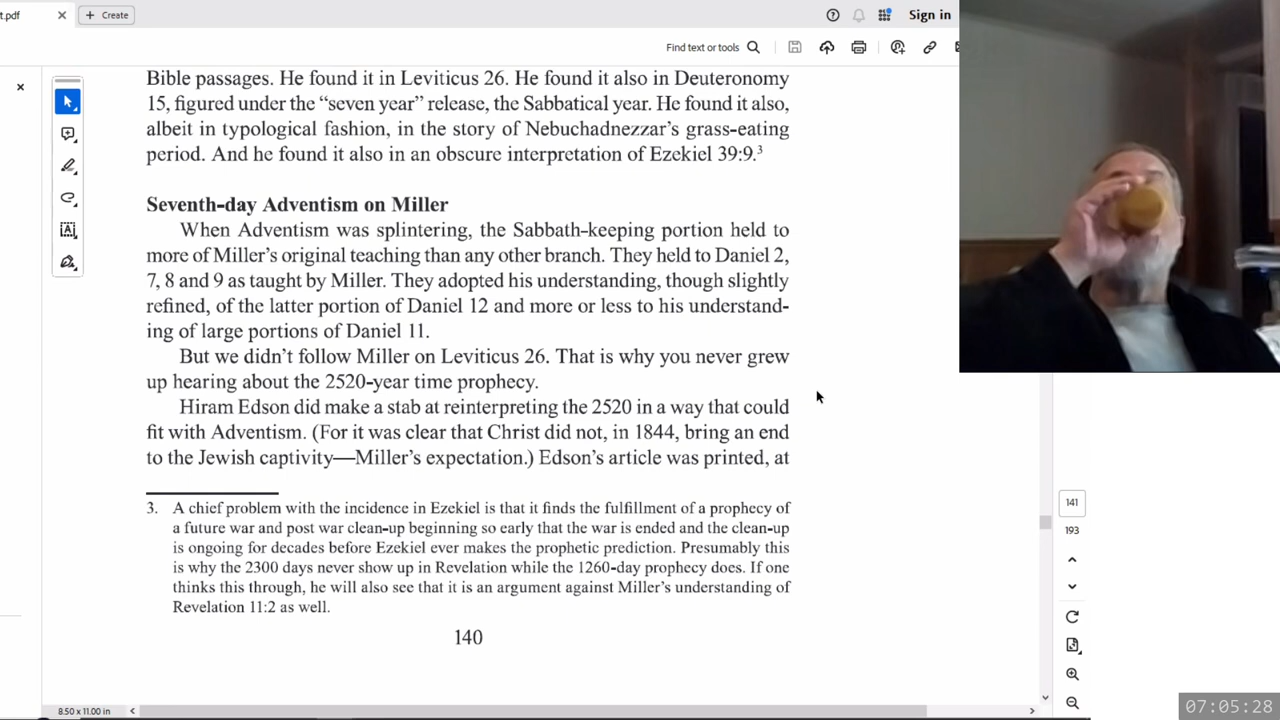 t.pdf
Create
Sign in
Find text or tools
Bible passages. He found it in Leviticus 26. He found it also in Deuteronomy
15, figured under the “seven year” release, the Sabbatical year. He found it also,
albeit in typological fashion, in the story of Nebuchadnezzar’s grass-eating
period. And he found it also in an obscure interpretation of Ezekiel 39:9.³
Seventh-day Adventism on Miller
When Adventism was splintering, the Sabbath-keeping portion held to
more of Miller’s original teaching than any other branch. They held to Daniel 2,
7, 8 and 9 as taught by Miller. They adopted his understanding, though slightly
refined, of the latter portion of Daniel 12 and more or less to his understand-
ing of large portions of Daniel 11.
But we didn’t follow Miller on Leviticus 26. That is why you never grew
up hearing about the 2520-year time prophecy.
Hiram Edson did make a stab at reinterpreting the 2520 in a way that could
fit with Adventism. (For it was clear that Christ did not, in 1844, bring an end
to the Jewish captivity—Miller’s expectation.) Edson’s article was printed, at
3. A chief problem with the incidence in Ezekiel is that it finds the fulfillment of a prophecy of
a future war and post war clean-up beginning so early that the war is ended and the clean-up
is ongoing for decades before Ezekiel ever makes the prophetic prediction. Presumably this
is why the 2300 days never show up in Revelation while the 1260-day prophecy does. If one
thinks this through, he will also see that it is an argument against Miller’s understanding of
Revelation 11:2 as well.
140
141
193
8.50 x 11.00 in
07:05:28